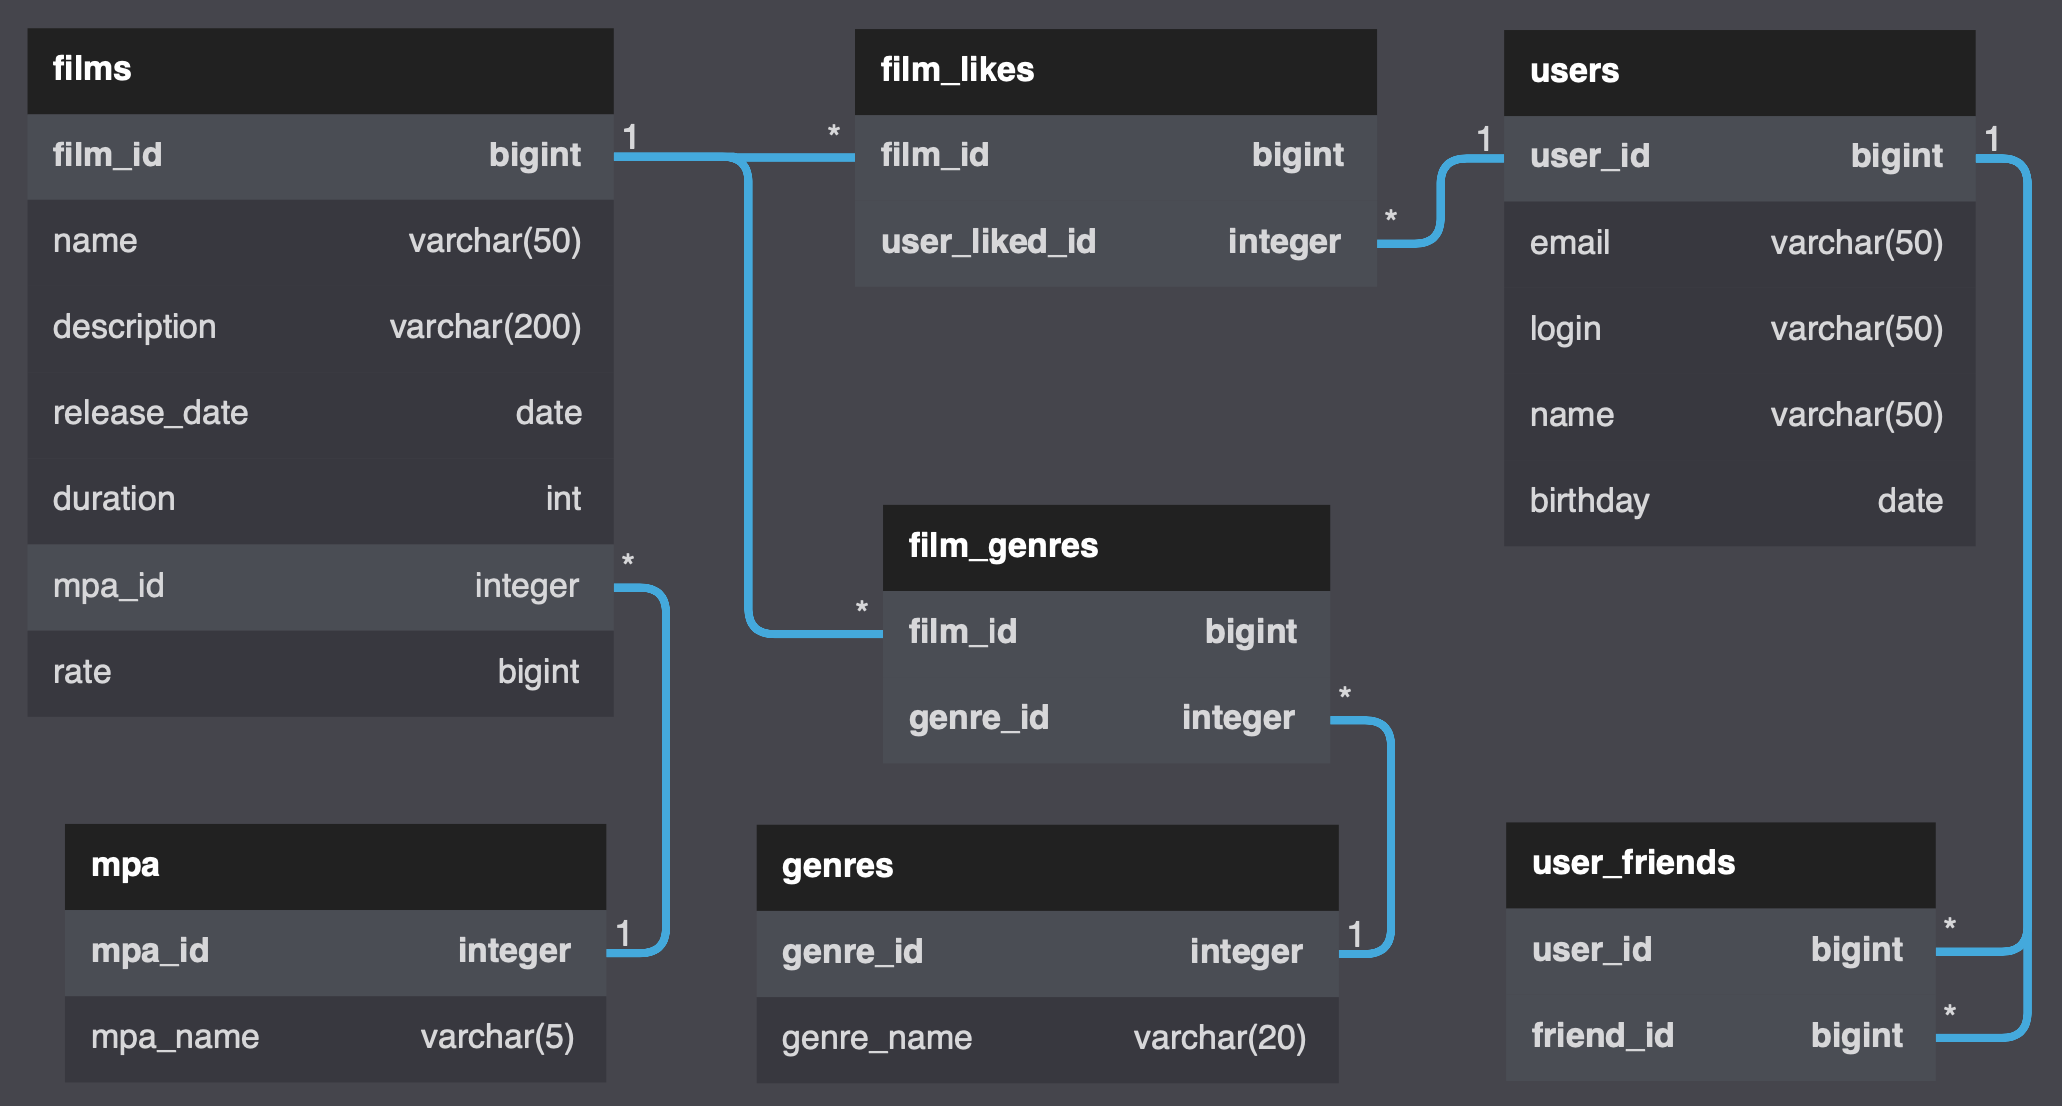 films
film_id bigint
name varchar(50)
description varchar(200)
release_date date
duration int
mpa_id integer
rate bigint
1
*
*
film_likes
film_id bigint
user_liked_id integer
*
1
users
user_id bigint
email varchar(50)
login varchar(50)
name varchar(50)
birthday date
1
film_genres
film_id bigint
genre_id integer
*
*
mpa
mpa_id integer
mpa_name varchar(5)
1
genres
genre_id integer
genre_name varchar(20)
1
user_friends
user_id bigint
friend_id bigint
*
*